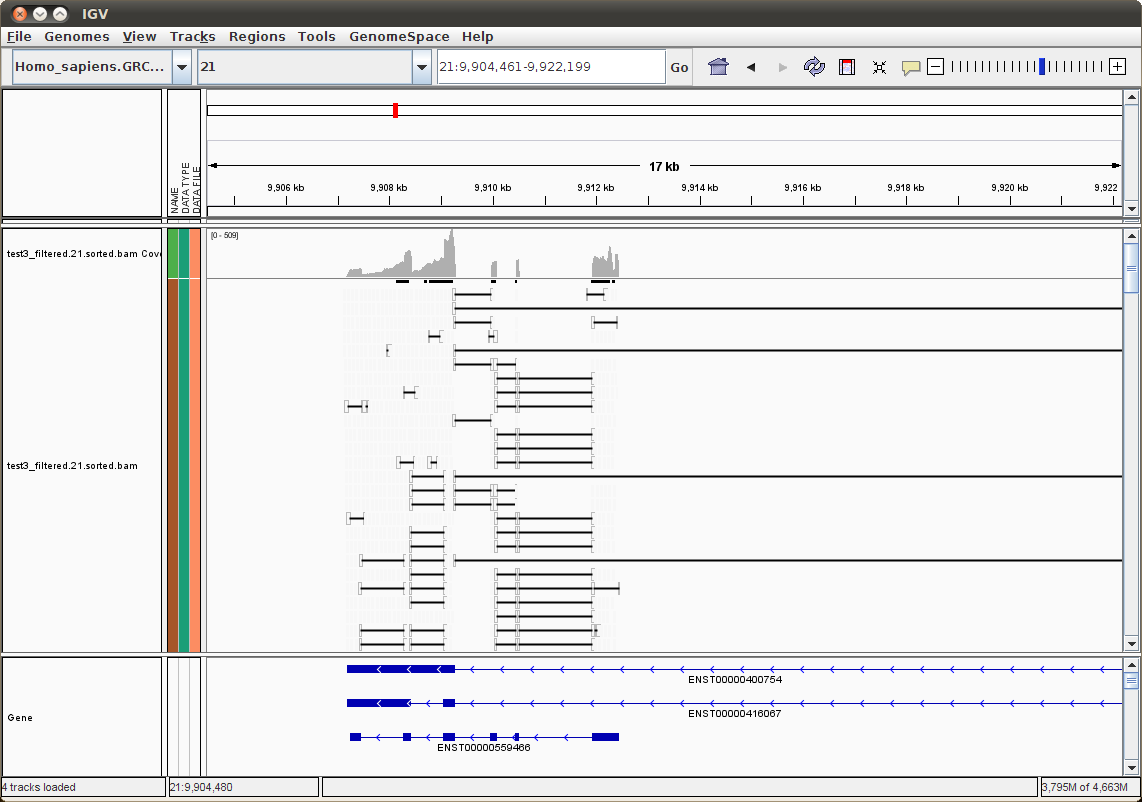 IGV
File Genomes View Tracks Regions Tools GenomeSpace Help
Homo_sapiens.GRC... 21 21:9,904,461-9,922,199 Go
NAME
DATA TYPE
DATA FILE
17 kb
9,906 kb 9,908 kb 9,910 kb 9,912 kb 9,914 kb 9,916 kb 9,918 kb 9,920 kb 9,922
[0 - 509]
test3_filtered.21.sorted.bam Cove
test3_filtered.21.sorted.bam
ENST00000400754
ENST00000416067
Gene
ENST00000559466
4 tracks loaded 21:9,904,480 3,795M of 4,663M